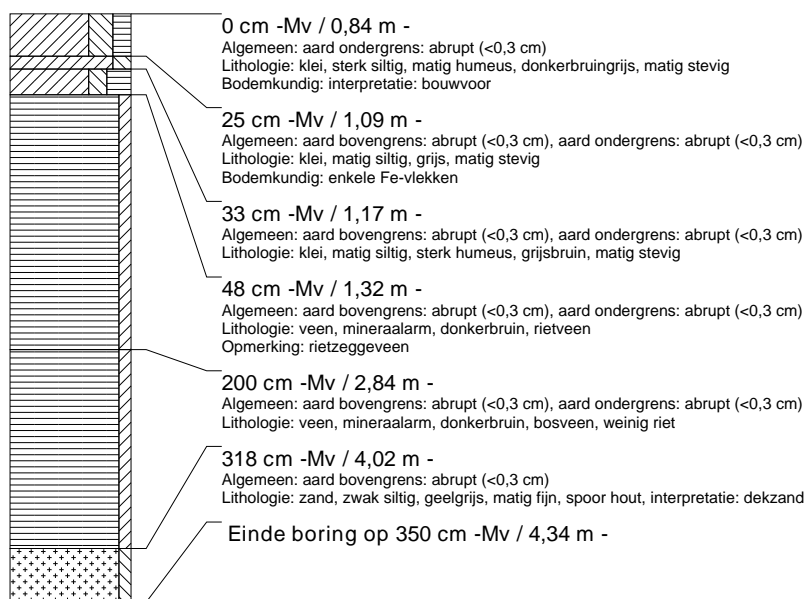 0 cm -Mv / 0,84 m -
Algemeen: aard ondergrens: abrupt (<0,3 cm)
Lithologie: klei, sterk siltig, matig humeus, donkerbruingrijs, matig stevig
Bodemkundig: interpretatie: bouwvoor
25 cm -Mv / 1,09 m -
Algemeen: aard bovengrens: abrupt (<0,3 cm), aard ondergrens: abrupt (<0,3 cm)
Lithologie: klei, matig siltig, grijs, matig stevig
Bodemkundig: enkele Fe-vlekken
33 cm -Mv / 1,17 m -
Algemeen: aard bovengrens: abrupt (<0,3 cm), aard ondergrens: abrupt (<0,3 cm)
Lithologie: klei, matig siltig, sterk humeus, grijsbruin, matig stevig
48 cm -Mv / 1,32 m -
Algemeen: aard bovengrens: abrupt (<0,3 cm), aard ondergrens: abrupt (<0,3 cm)
Lithologie: veen, mineraalarm, donkerbruin, rietveen
Opmerking: rietzeggeveen
200 cm -Mv / 2,84 m -
Algemeen: aard bovengrens: abrupt (<0,3 cm), aard ondergrens: abrupt (<0,3 cm)
Lithologie: veen, mineraalarm, donkerbruin, bosveen, weinig riet
318 cm -Mv / 4,02 m -
Algemeen: aard bovengrens: abrupt (<0,3 cm)
Lithologie: zand, zwak siltig, geelgrijs, matig fijn, spoor hout, interpretatie: dekzand
Einde boring op 350 cm -Mv / 4,34 m -